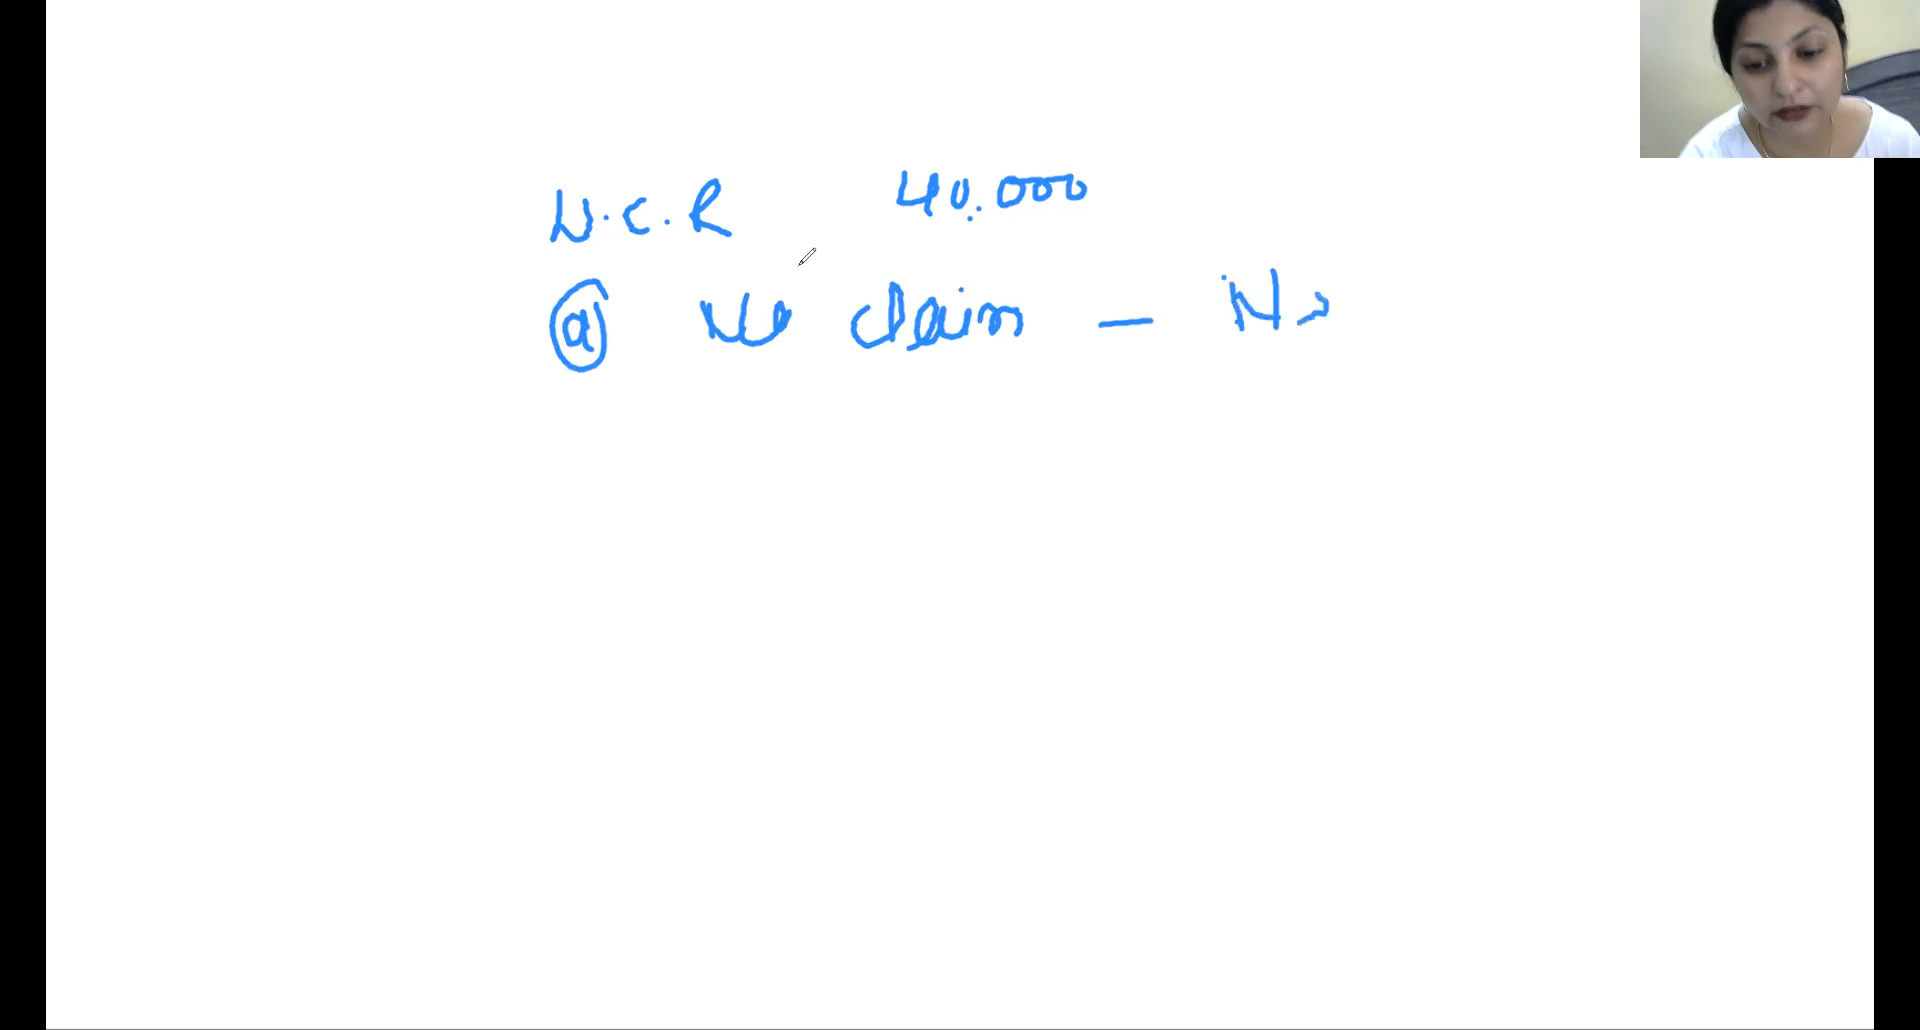 W.C.R 40,000
(a) No claim — No